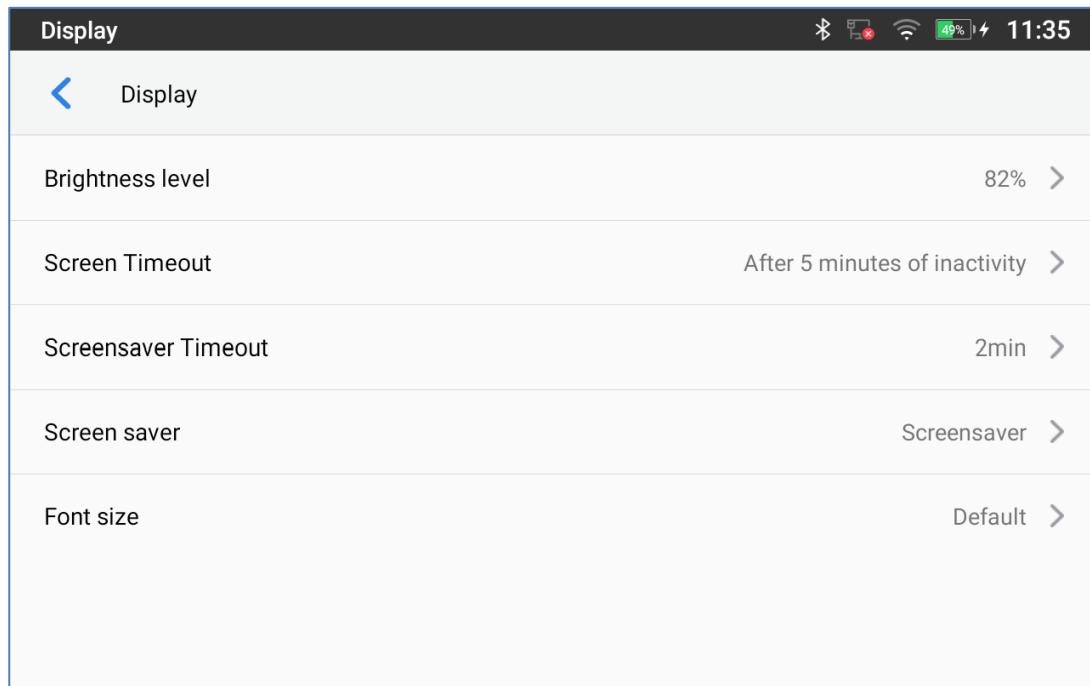 Display
49%
11:35
Display
Brightness level 82%
Screen Timeout After 5 minutes of inactivity
Screensaver Timeout 2min
Screen saver Screensaver
Font size Default